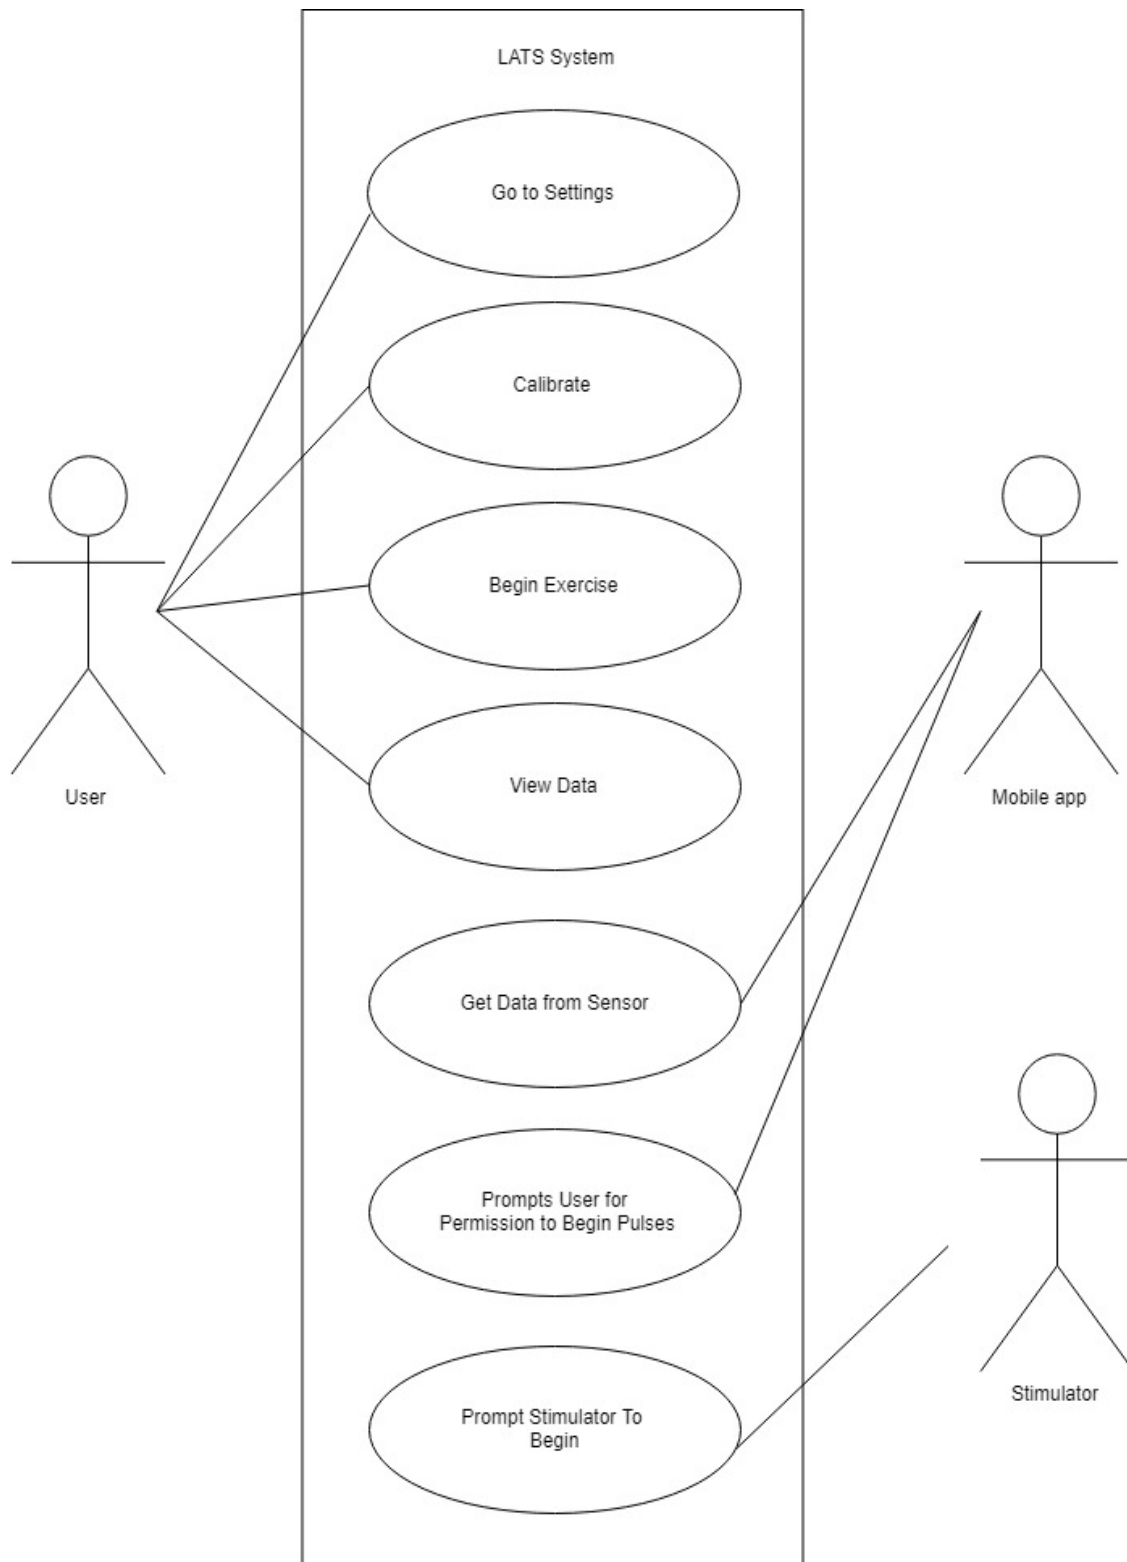 LATS System
Go to Settings
Calibrate
Begin Exercise
View Data
User
Mobile app
Get Data from Sensor
Prompts User for
Permission to Begin Pulses
Stimulator
Prompt Stimulator To
Begin